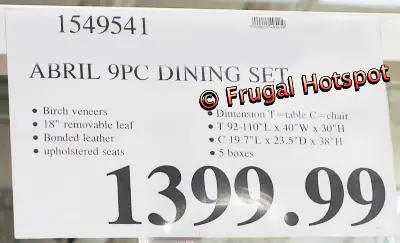 1549541
ABRIL 9PC DINING SET
© Frugal Hotspot
• Birch veneers
• 18" removable leaf
• Bonded leather
• upholstered seats
• Dimension T=table C=chair
• T 92-110"L x 40"W x 30"H
• C 19.7"L x 23.5"D x 38"H
• 5 boxes
1399.99